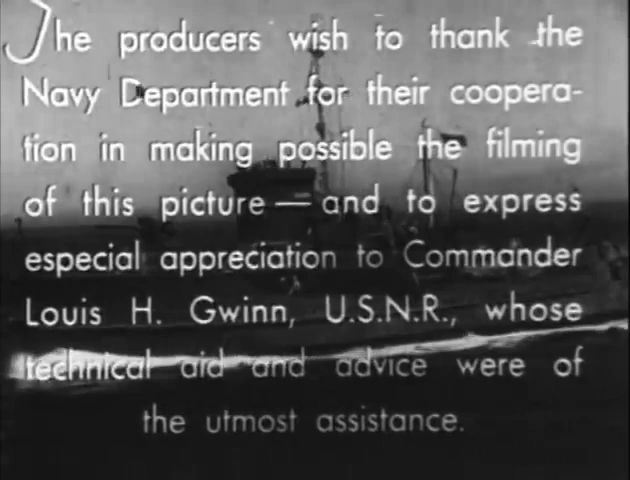 The producers wish to thank the
Navy Department for their coopera-
tion in making possible the filming
of this picture — and to express
especial appreciation to Commander
Louis H. Gwinn, U.S.N.R., whose
technical aid and advice were of
the utmost assistance.